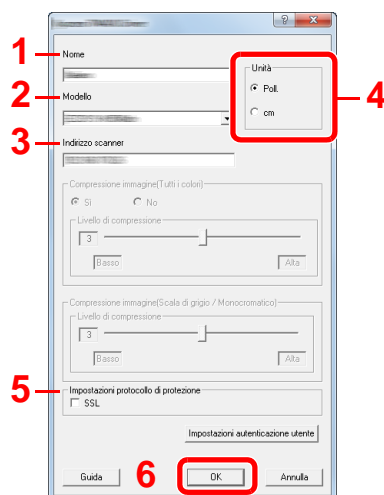 1
Nome
Unità
Poll.
4
2
Modello
cm
3
Indirizzo scanner
Compressione immagine(Tutti i colori)
Sì
No
Livello di compressione
3
Basso
Alta
Compressione immagine(Scala di grigio / Monocromatico)
Livello di compressione
3
Basso
Alta
5
Impostazioni protocollo di protezione
SSL
Impostazioni autenticazione utente
Guida
6
OK
Annulla